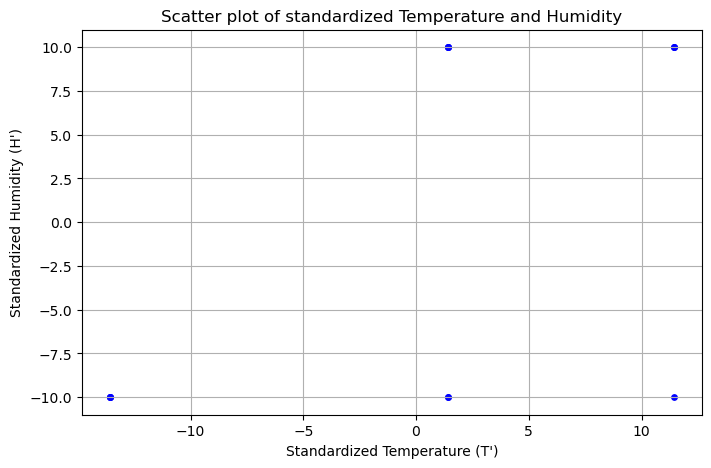 Scatter plot of standardized Temperature and Humidity
10.0
7.5
5.0
2.5
0.0
−2.5
−5.0
−7.5
−10.0
Standardized Humidity (H')
−10 −5 0 5 10
Standardized Temperature (T')